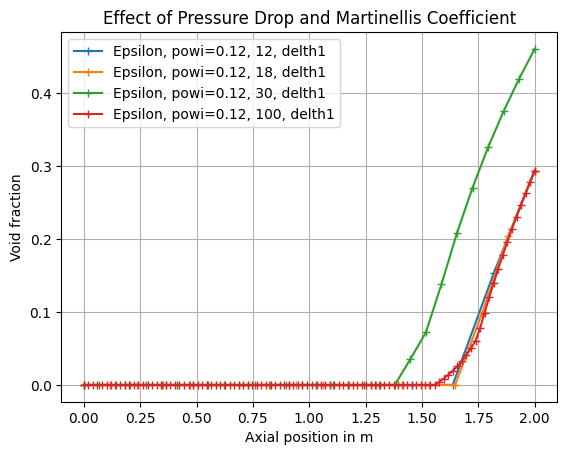 Effect of Pressure Drop and Martinellis Coefficient
Epsilon, powi=0.12, 12, delth1
Epsilon, powi=0.12, 18, delth1
Epsilon, powi=0.12, 30, delth1
Epsilon, powi=0.12, 100, delth1
Void fraction
0.4
0.3
0.2
0.1
0.0
0.00 0.25 0.50 0.75 1.00 1.25 1.50 1.75 2.00
Axial position in m